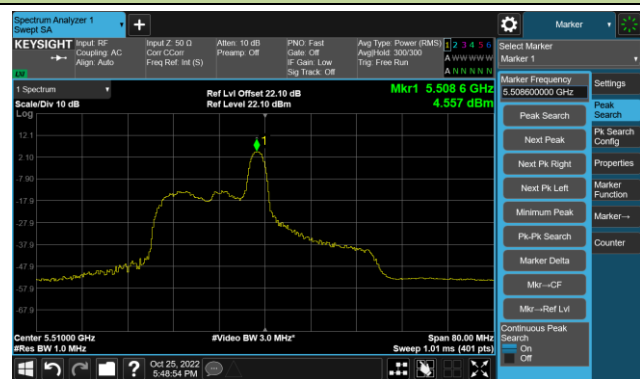 Spectrum Analyzer 1
Swept SA
Marker
KEYSIGHT
Input: RF
Coupling: AC
Align: Auto
Input Z: 50 Ω
Corr CCorr
Freq Ref: Int (S)
Atten: 10 dB
Preamp: Off
PNO: Fast
Gate: Off
IF Gain: Low
Sig Track: Off
Avg Type: Power (RMS)
Avg|Hold: 300/300
Trig: Free Run
1 2 3 4 5 6
A W W W W W
A N N N N N
Select Marker
Marker 1
LW
1 Spectrum
Scale/Div 10 dB
Log
Ref Lvl Offset 22.10 dB
Ref Level 22.10 dBm
Mkr1 5.508 6 GHz
4.557 dBm
12.1
2.10
-7.90
-17.9
-27.9
-37.9
-47.9
-57.9
-67.9
1
Center 5.51000 GHz
#Res BW 1.0 MHz
#Video BW 3.0 MHz*
Span 80.00 MHz
Sweep 1.01 ms (401 pts)
Marker Frequency
5.508600000 GHz
Peak Search
Next Peak
Next Pk Right
Next Pk Left
Minimum Peak
Pk-Pk Search
Marker Delta
Mkr→CF
Mkr→Ref Lvl
Continuous Peak
Search
On
Off
Settings
Peak
Search
Pk Search
Config
Properties
Marker
Function
Marker→
Counter
Oct 25, 2022
5:48:54 PM